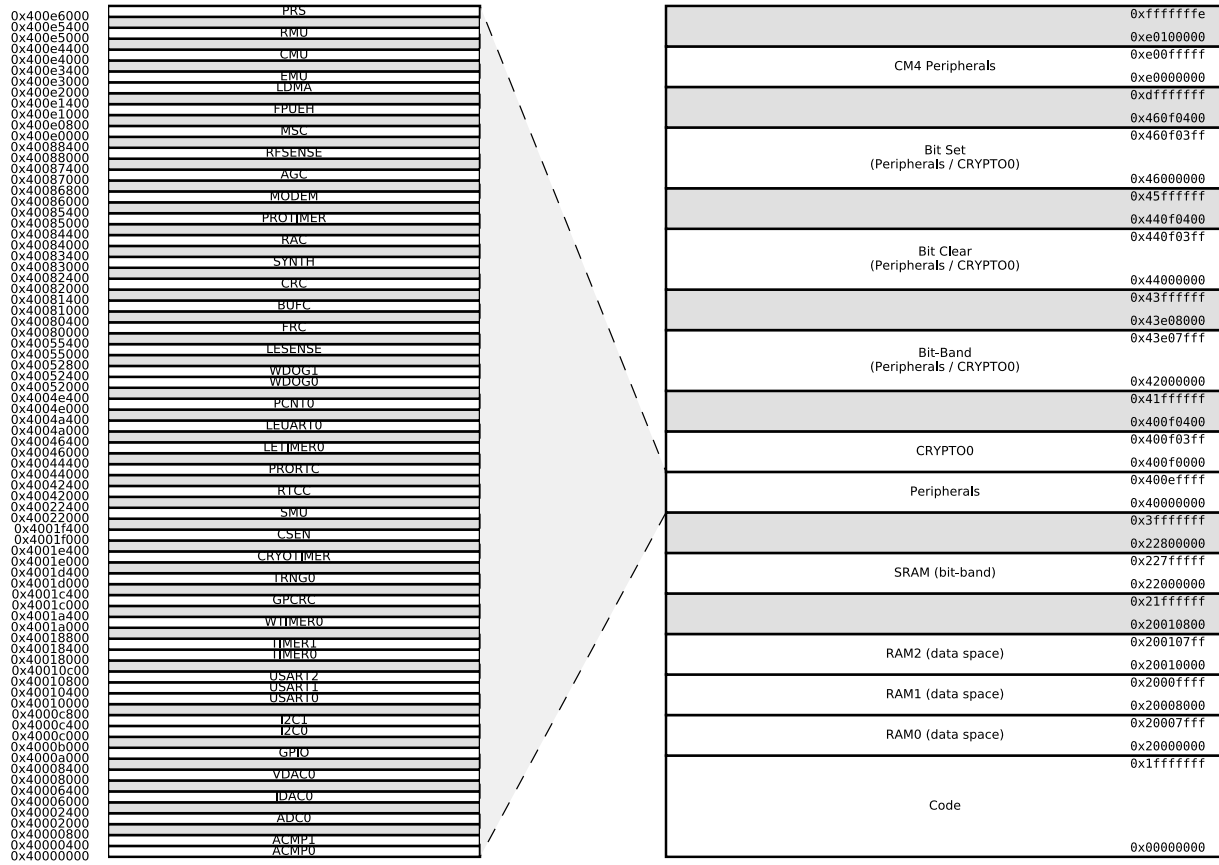 0x400e6000
0x400e5400
0x400e5000
0x400e4400
0x400e4000
0x400e3400
0x400e3000
0x400e2000
0x400e1400
0x400e1000
0x400e0800
0x400e0000
0x40088400
0x40088000
0x40087400
0x40087000
0x40086800
0x40086000
0x40085400
0x40085000
0x40084400
0x40084000
0x40083400
0x40083000
0x40082400
0x40082000
0x40081400
0x40081000
0x40080400
0x40080000
0x40055400
0x40055000
0x40052800
0x40052400
0x40052000
0x4004e400
0x4004e000
0x4004a400
0x4004a000
0x40046400
0x40046000
0x40044400
0x40044000
0x40042400
0x40042000
0x40022400
0x40022000
0x4001f400
0x4001f000
0x4001e400
0x4001e000
0x4001d400
0x4001d000
0x4001c400
0x4001c000
0x4001a400
0x4001a000
0x40018800
0x40018400
0x40018000
0x40010c00
0x40010800
0x40010400
0x40010000
0x4000c800
0x4000c400
0x4000c000
0x4000b000
0x4000a000
0x40008400
0x40008000
0x40006400
0x40006000
0x40002400
0x40002000
0x40000800
0x40000400
0x40000000
PRS
RMU
CMU
EMU
LDMA
FPUEH
MSC
RFSENSE
AGC
MODEM
PROTIMER
RAC
SYNTH
CRC
BUFC
FRC
LESENSE
WDOG1
WDOG0
PCNT0
LEUART0
LETIMER0
PRORTC
RTCC
SMU
CSEN
CRYOTIMER
TRNG0
GPCRC
WTIMER0
TIMER1
TIMER0
USART2
USART1
USART0
I2C1
I2C0
GPIO
VDAC0
IDAC0
ADC0
ACMP1
ACMP0
0xfffffffe
0xe0100000
0xe00fffff
CM4 Peripherals
0xe0000000
0xdfffffff
0x460f0400
0x460f03ff
Bit Set
(Peripherals / CRYPTO0)
0x46000000
0x45ffffff
0x440f0400
0x440f03ff
Bit Clear
(Peripherals / CRYPTO0)
0x44000000
0x43ffffff
0x43e08000
0x43e07fff
Bit-Band
(Peripherals / CRYPTO0)
0x42000000
0x41ffffff
0x400f0400
0x400f03ff
CRYPTO0
0x400f0000
0x400effff
Peripherals
0x40000000
0x3fffffff
0x22800000
0x227fffff
SRAM (bit-band)
0x22000000
0x21ffffff
0x20010800
0x200107ff
RAM2 (data space)
0x20010000
0x2000ffff
RAM1 (data space)
0x20008000
0x20007fff
RAM0 (data space)
0x20000000
0x1fffffff
Code
0x00000000